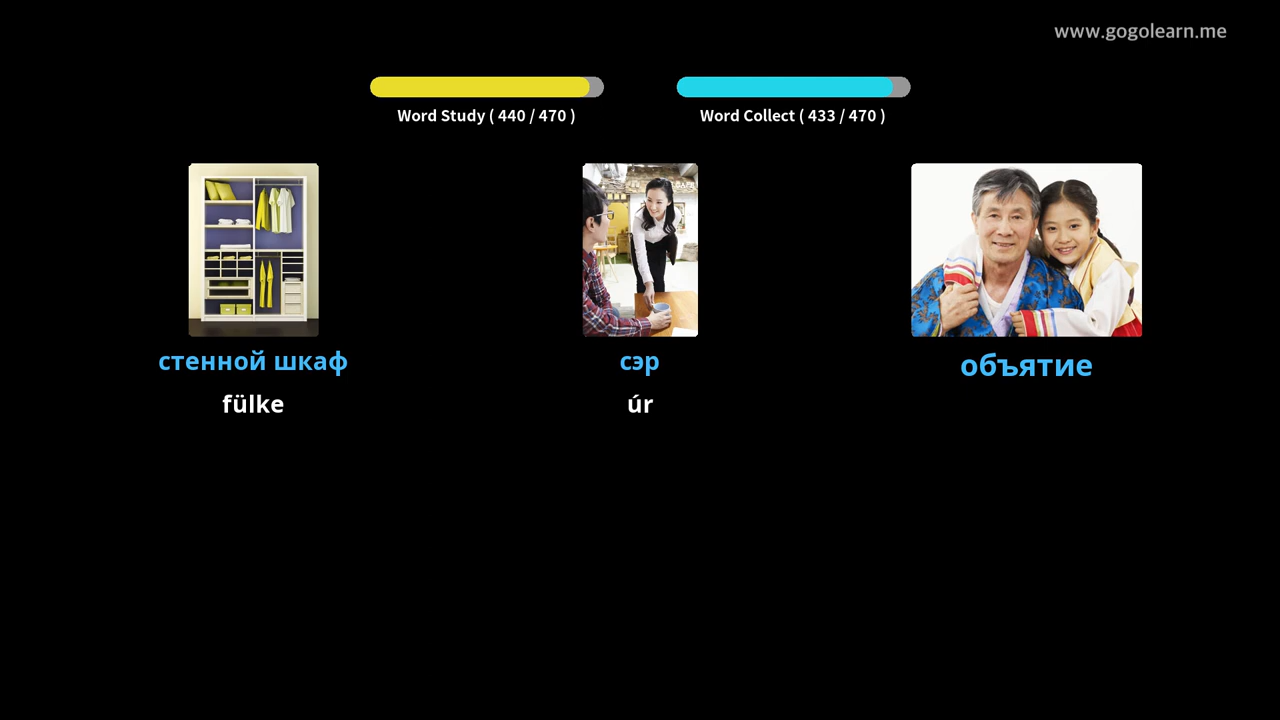 www.gogolearn.me
Word Study ( 440 / 470 )
Word Collect ( 433 / 470 )
стенной шкаф
сэр
объятие
fülke
úr